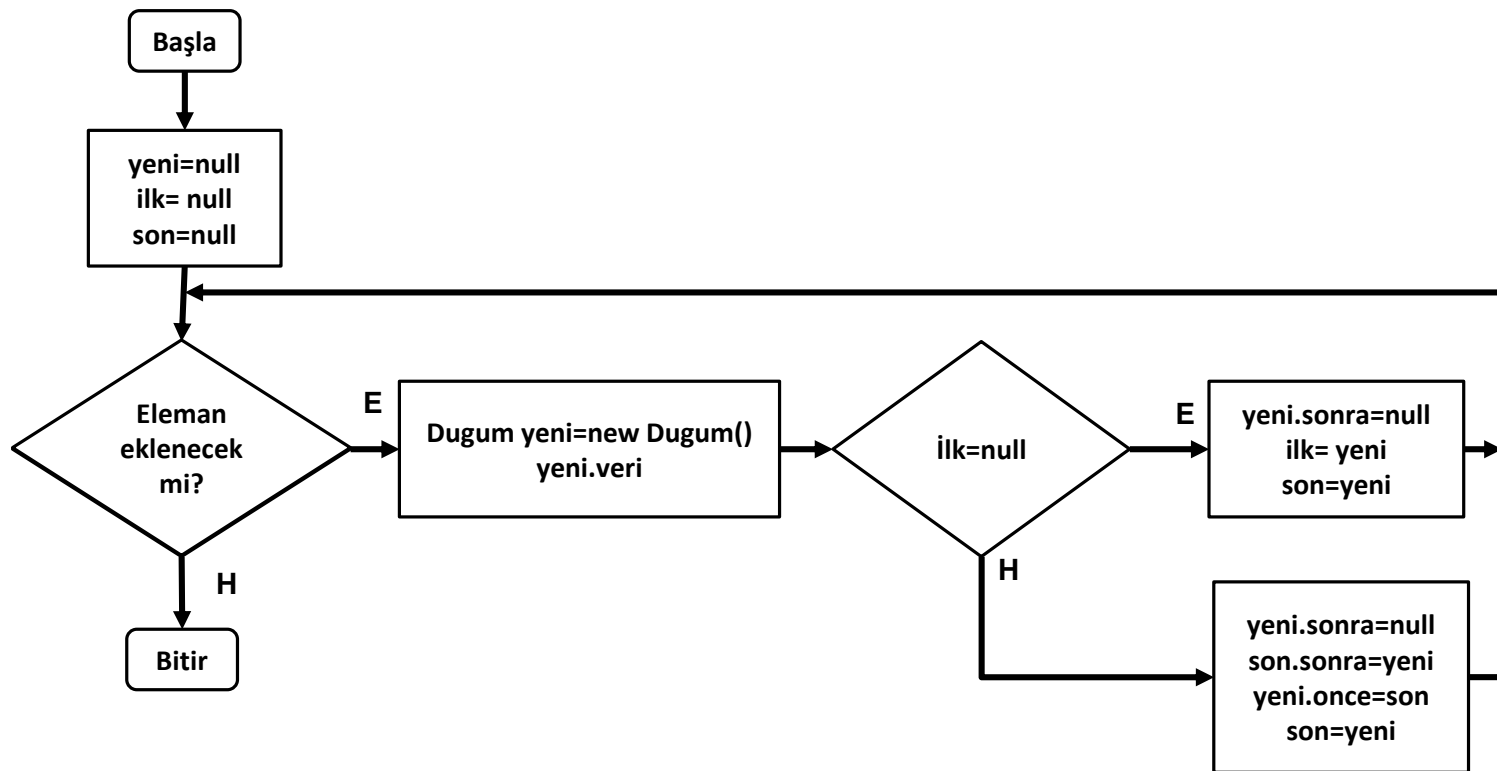 Başla
yeni=null
ilk= null
son=null
Eleman
eklenecek
mi?
E
Dugum yeni=new Dugum()
yeni.veri
İlk=null
E
yeni.sonra=null
ilk= yeni
son=yeni
H
Bitir
H
yeni.sonra=null
son.sonra=yeni
yeni.once=son
son=yeni